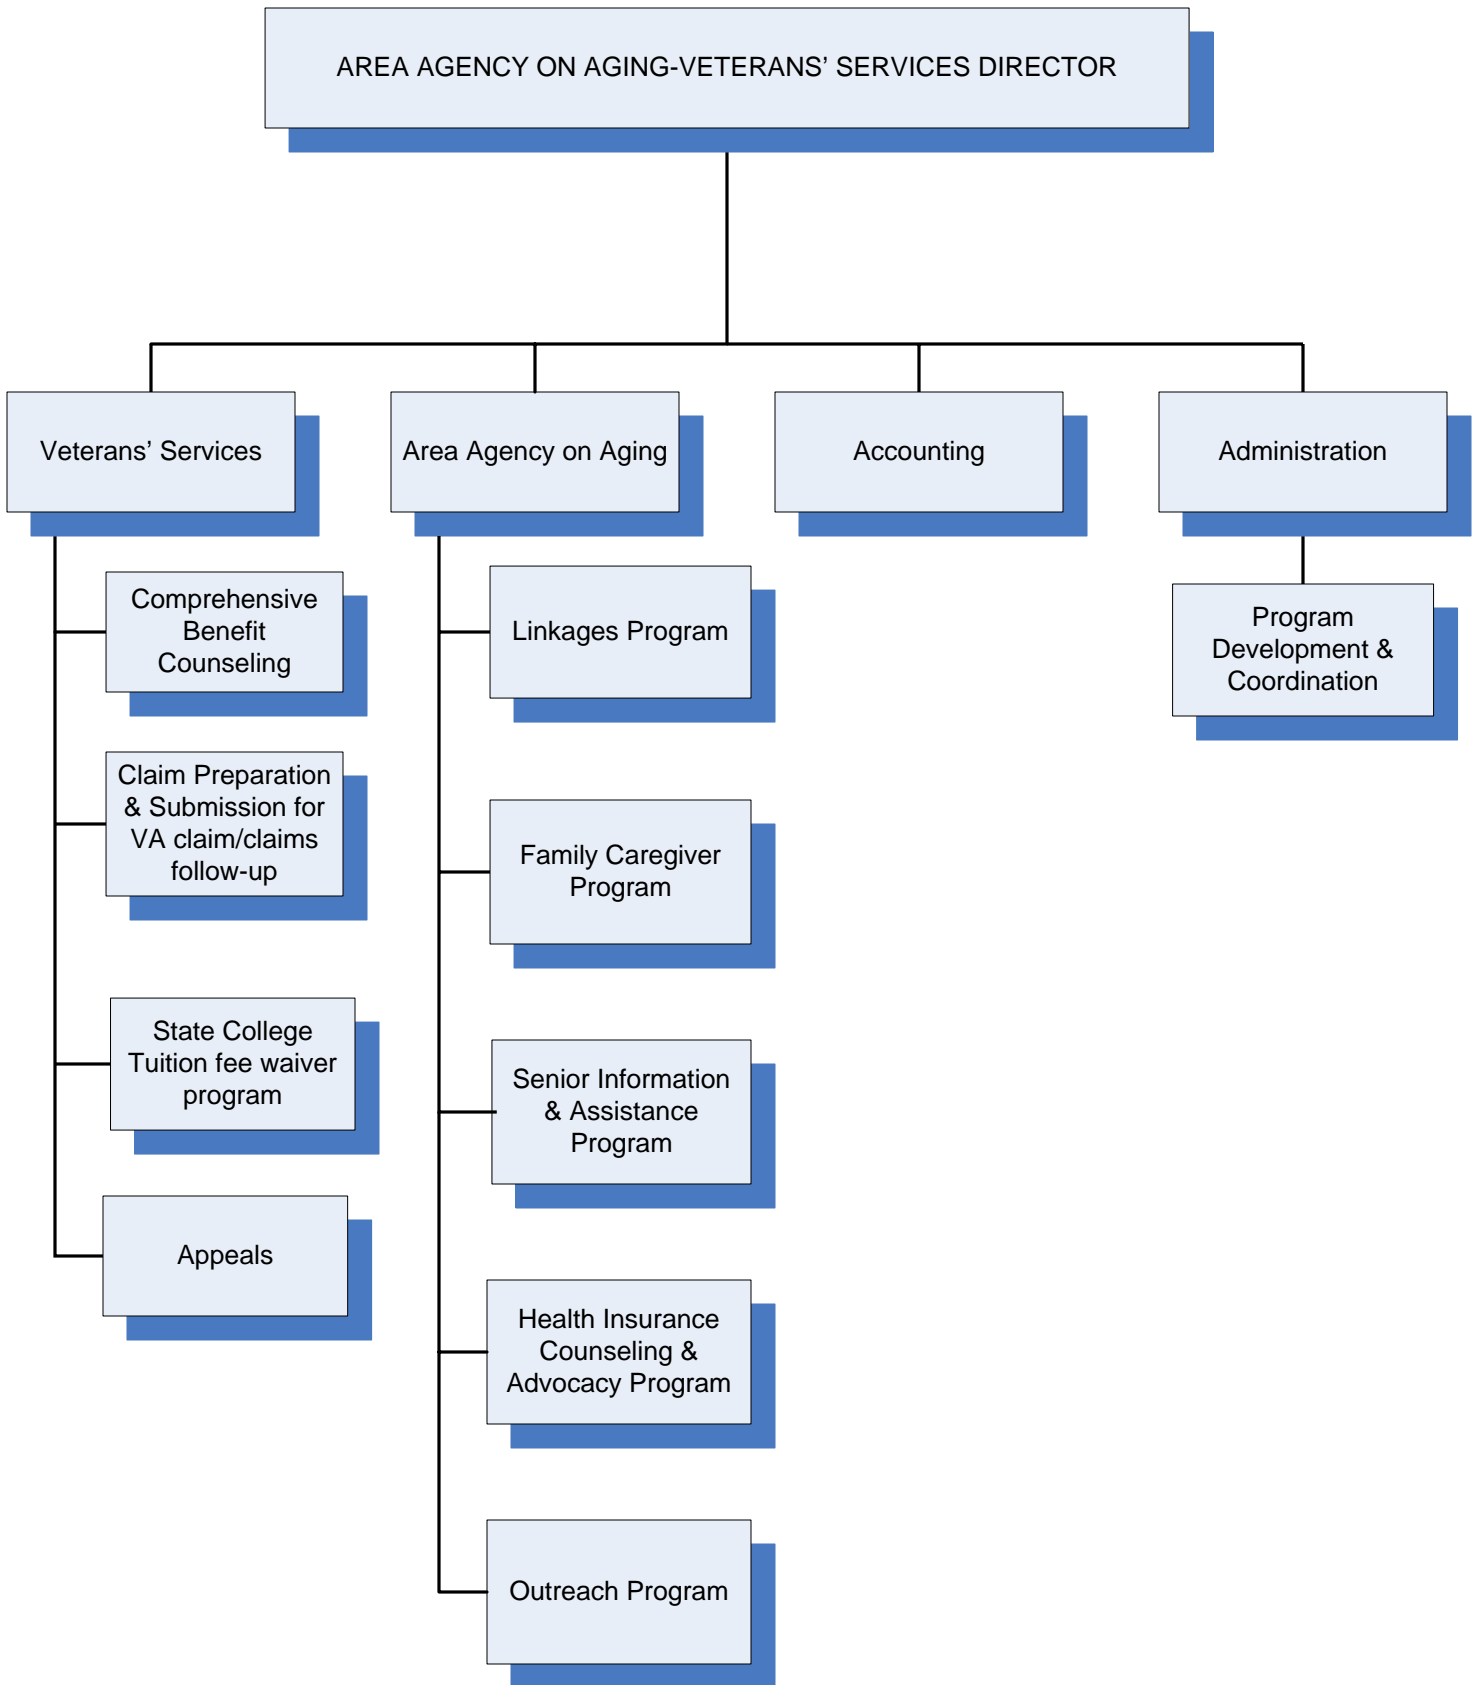 AREA AGENCY ON AGING-VETERANS’ SERVICES DIRECTOR
Veterans’ Services
Area Agency on Aging
Accounting
Administration
Comprehensive
Benefit
Counseling
Claim Preparation
& Submission for
VA claim/claims
follow-up
State College
Tuition fee waiver
program
Appeals
Linkages Program
Family Caregiver
Program
Senior Information
& Assistance
Program
Health Insurance
Counseling &
Advocacy Program
Outreach Program
Program
Development &
Coordination